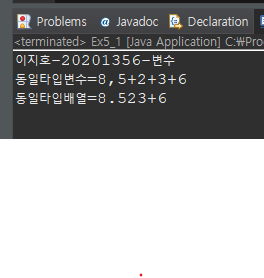 Problems @ Javadoc Declaration
<terminated> Ex5_1 [Java Application] C:\Pro
이지호-20201356-변수
동일타입변수=8,5+2+3+6
동일타입배열=8.523+6